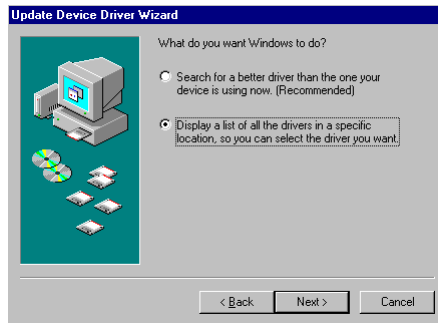 Update Device Driver Wizard
What do you want Windows to do?
Search for a better driver than the one your
device is using now. (Recommended)
Display a list of all the drivers in a specific
location, so you can select the driver you want.
< Back
Next >
Cancel